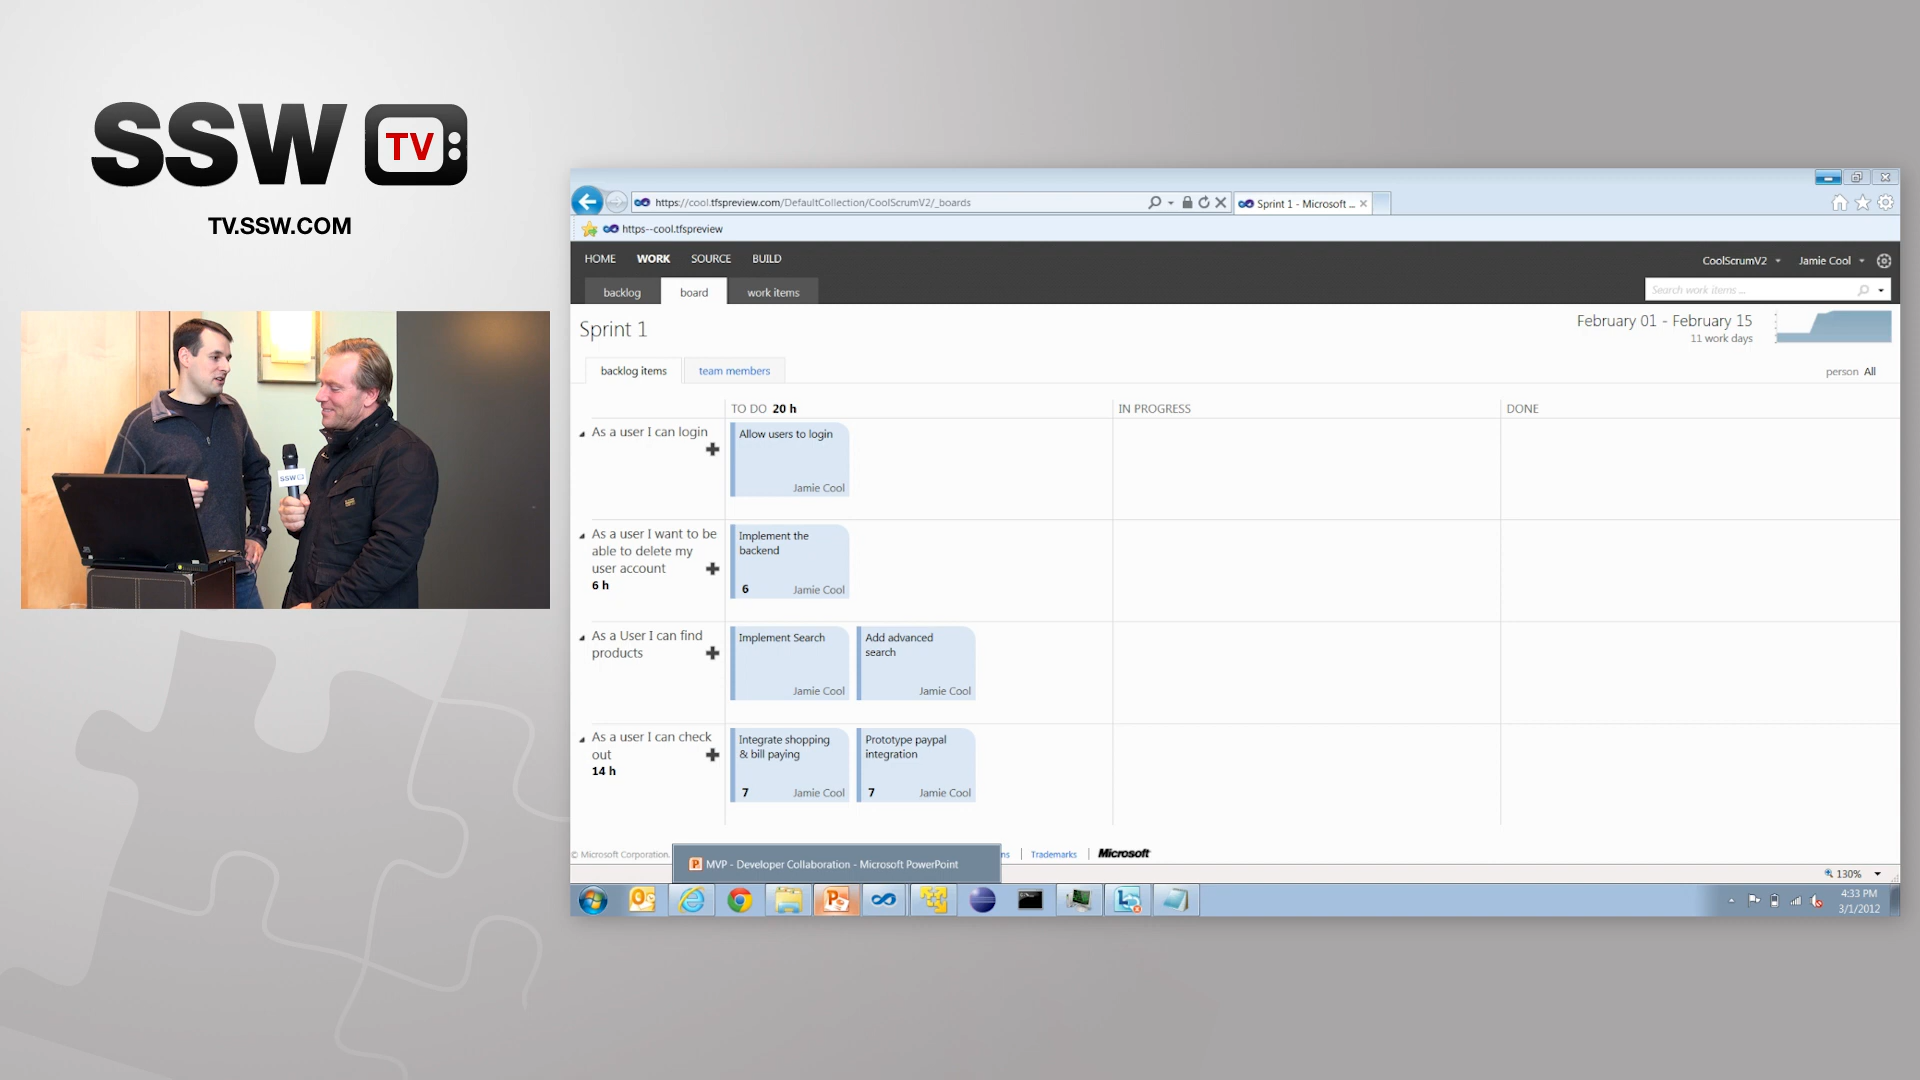 SSW TV
TV.SSW.COM
SSW
https://cool.tfspreview.com/DefaultCollection/CoolScrumV2/_boards
Sprint 1 - Microsoft ...
https--cool.tfspreview
HOME WORK SOURCE BUILD
CoolScrumV2 Jamie Cool
backlog board work items
Search work items ...
Sprint 1
February 01 - February 15
11 work days
backlog items team members
person All
TO DO 20 h IN PROGRESS DONE
As a user I can login
Allow users to login
Jamie Cool
As a user I want to be
able to delete my
user account
6 h
Implement the
backend
6 Jamie Cool
As a User I can find
products
Implement Search
Jamie Cool
Add advanced
search
Jamie Cool
As a user I can check
out
14 h
Integrate shopping
& bill paying
7 Jamie Cool
Prototype paypal
integration
7 Jamie Cool
© Microsoft Corporation.
MVP - Developer Collaboration - Microsoft PowerPoint
ns Trademarks Microsoft
130%
4:33 PM
3/1/2012